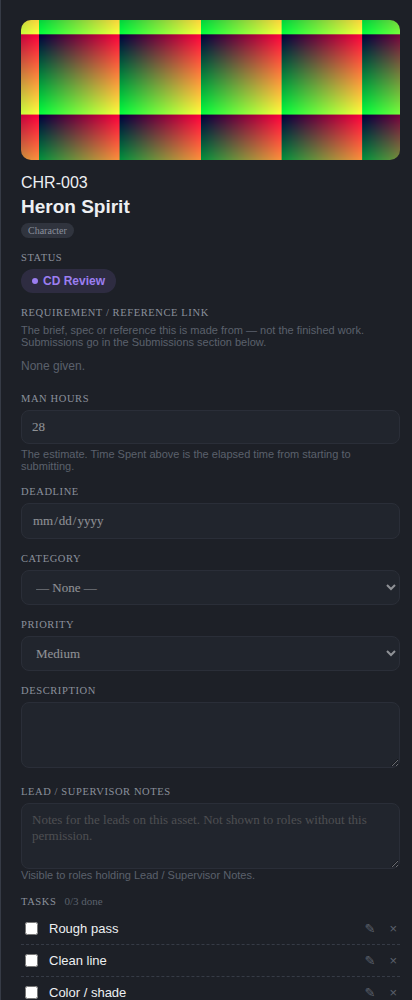 CHR-003
Heron Spirit
Character
STATUS
CD Review
REQUIREMENT / REFERENCE LINK
The brief, spec or reference this is made from — not the finished work.
Submissions go in the Submissions section below.
None given.
MAN HOURS
28
The estimate. Time Spent above is the elapsed time from starting to
submitting.
DEADLINE
mm/dd/yyyy
CATEGORY
— None —
PRIORITY
Medium
DESCRIPTION
LEAD / SUPERVISOR NOTES
Notes for the leads on this asset. Not shown to roles without this
permission.
Visible to roles holding Lead / Supervisor Notes.
TASKS 0/3 done
Rough pass
Clean line
Color / shade